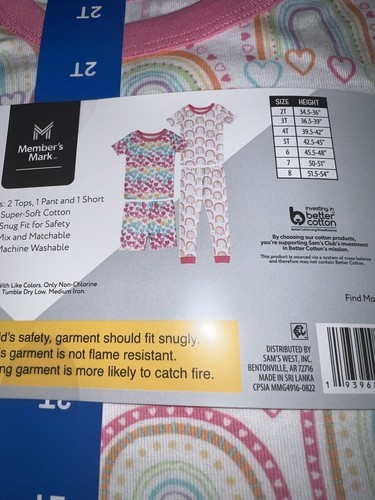 2T
2T
Member's
Mark
s: 2 Tops, 1 Pant and 1 Short
Super-Soft Cotton
Snug Fit for Safety
Mix and Matchable
Machine Washable
With Like Colors. Only Non-Chlorine
Tumble Dry Low. Medium Iron.
SIZE HEIGHT
2T 34.5-36"
3T 36.5-39"
4T 39.5-42"
5T 42.5-45"
6 45.5-48"
7 50-51"
8 51.5-54"
investing in
better
cotton
www.bettercotton.org
By choosing our cotton products,
you're supporting Sam's Club's investment
in Better Cotton's mission.
This product is sourced via a system of mass balance
and therefore may not contain Better Cotton.
Find Mo
d's safety, garment should fit snugly.
s garment is not flame resistant.
ng garment is more likely to catch fire.
DISTRIBUTED BY
SAM'S WEST, INC.
BENTONVILLE, AR 72716
MADE IN SRI LANKA
CPSIA MMG4916-0822
1 9396
2T
2T